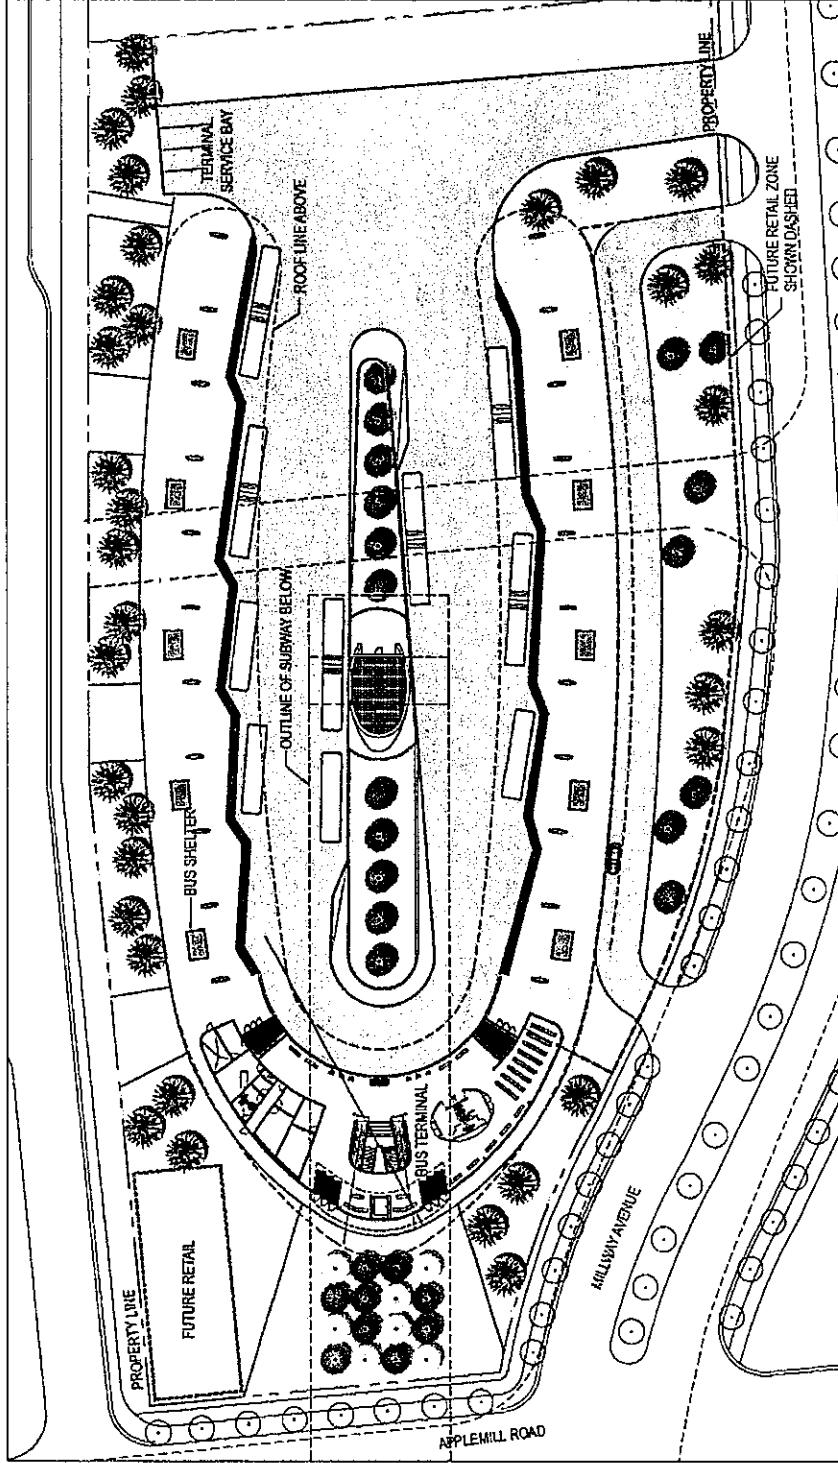 PROPERTY LINE
TERMINAL
SERVICE BAY
ROOF LINE ABOVE
FUTURE RETAIL ZONE
SHOWN DASHED
OUTLINE OF SUBWAY BELOW
BUS SHELTER
BUS TERMINAL
MILLWAY AVENUE
PROPERTY LINE
FUTURE RETAIL
APPLEMILL ROAD